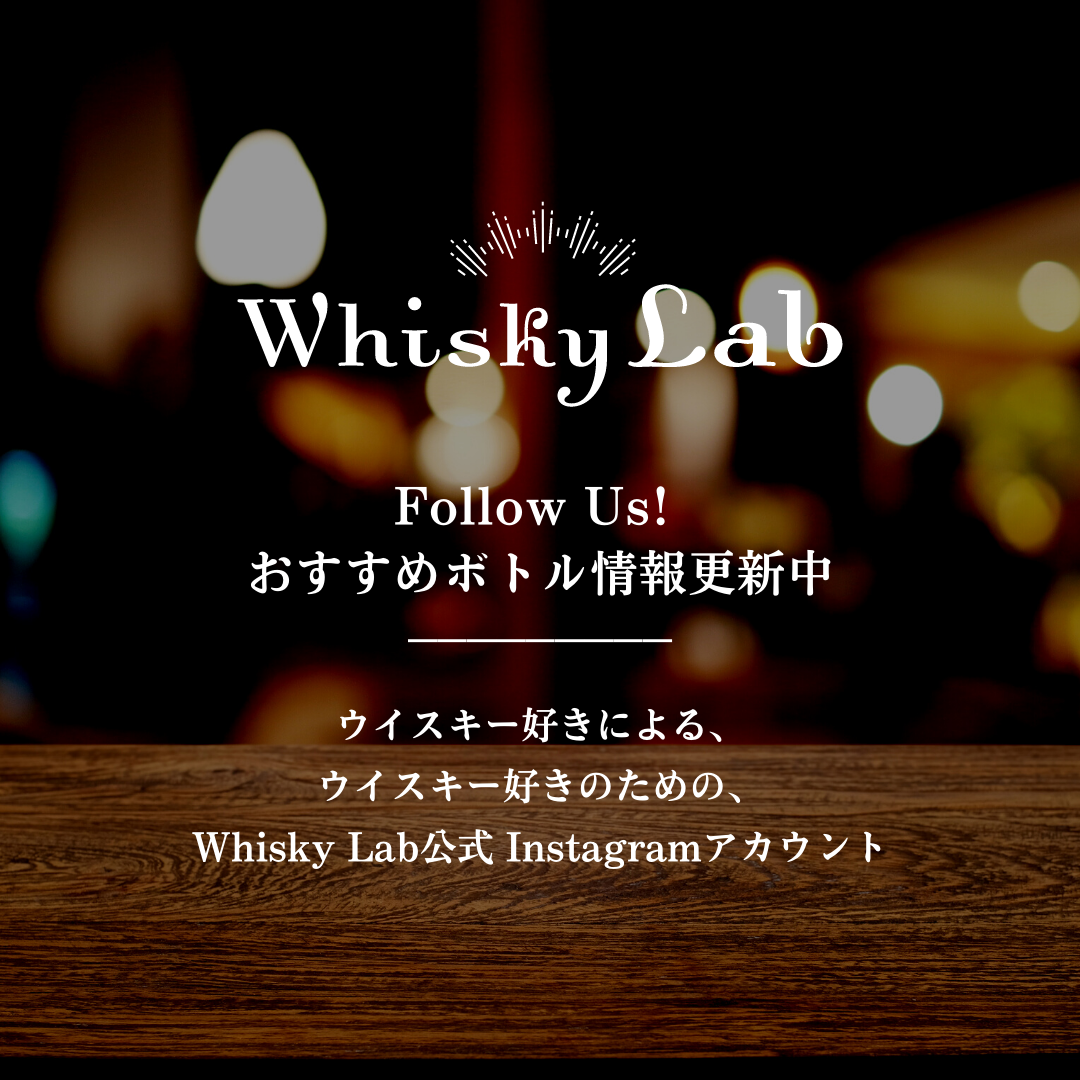 Whisky Lab
Follow Us!
おすすめボトル情報更新中
ウイスキー好きによる、
ウイスキー好きのための、
Whisky Lab公式 Instagramアカウント